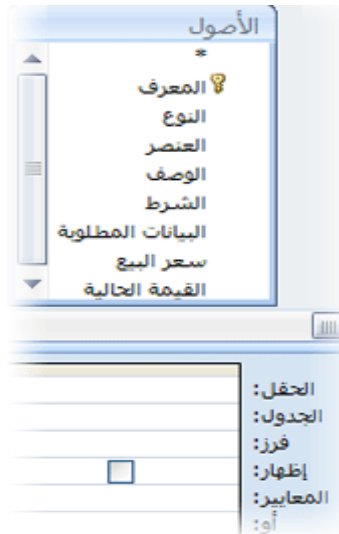 الأصول
*
المعرف
النوع
العنصر
الوصف
الشرط
البيانات المطلوبة
سعر البيع
القيمة الحالية
الحقل:
الجدول:
فرز:
إظهار:
المعايير:
أو: